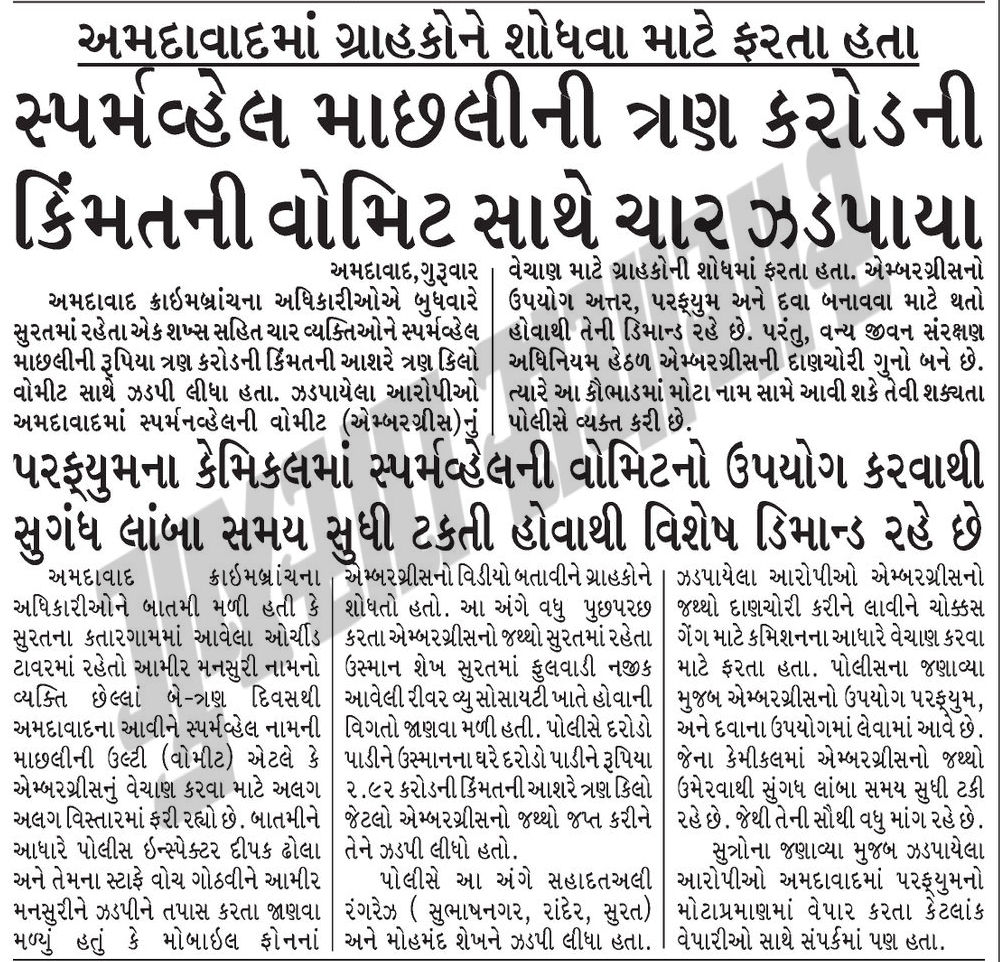 અમદાવાદમાં ગ્રાહકોને શોધવા માટે ફરતા હતા
સ્પર્મવ્હેલ માછલીની ત્રણ કરોડની
કિંમતની વોમિટ સાથે ચાર ઝડપાયા
અમદાવાદ,ગુરૂવાર
અમદાવાદ ક્રાઇમબ્રાંચના અધિકારીઓએ બુધવારે
સુરતમાં રહેતા એક શખ્સ સહિત ચાર વ્યક્તિઓને સ્પર્મવ્હેલ
માછલીની રૂપિયા ત્રણ કરોડની કિંમતની આશરે ત્રણ કિલો
વોમીટ સાથે ઝડપી લીધા હતા. ઝડપાયેલા આરોપીઓ
અમદાવાદમાં સ્પર્મનવ્હેલની વોમીટ (એમ્બરગ્રીસ)નું
વેચાણ માટે ગ્રાહકોની શોધમાં ફરતા હતા. એમ્બરગ્રીસનો
ઉપયોગ અત્તર, પરફ્યુમ અને દવા બનાવવા માટે થતો
હોવાથી તેની ડિમાન્ડ રહે છે. પરંતુ, વન્ય જીવન સંરક્ષણ
અધિનિયમ હેઠળ એમ્બરગ્રીસની દાણચોરી ગુનો બને છે.
ત્યારે આ કૌભાડમાં મોટા નામ સામે આવી શકે તેવી શક્યતા
પોલીસે વ્યક્ત કરી છે.
પરફ્યુમના કેમિકલમાં સ્પર્મવ્હેલની વોમિટનો ઉપયોગ કરવાથી
સુગંધ લાંબા સમય સુધી ટકતી હોવાથી વિશેષ ડિમાન્ડ રહે છે
અમદાવાદ ક્રાઇમબ્રાંચના
અધિકારીઓને બાતમી મળી હતી કે
સુરતના કતારગામમાં આવેલા ઓર્ચીડ
ટાવરમાં રહેતો આમીર મનસુરી નામનો
વ્યક્તિ છેલ્લાં બે-ત્રણ દિવસથી
અમદાવાદના આવીને સ્પર્મવ્હેલ નામની
માછલીની ઉલ્ટી (વોમીટ) એટલે કે
એમ્બરગ્રીસનું વેચાણ કરવા માટે અલગ
અલગ વિસ્તારમાં ફરી રહ્યો છે. બાતમીને
આધારે પોલીસ ઇન્સ્પેક્ટર દીપક ઢોલા
અને તેમના સ્ટાફે વોચ ગોઠવીને આમીર
મનસુરીને ઝડપીને તપાસ કરતા જાણવા
મળ્યું હતું કે મોબાઇલ ફોનનાં
એમ્બરગ્રીસનો વિડીયો બતાવીને ગ્રાહકોને
શોધતો હતો. આ અંગે વધુ પુછપરછ
કરતા એમ્બરગ્રીસનો જથ્થો સુરતમાં રહેતા
ઉસ્માન શેખ સુરતમાં ફુલવાડી નજીક
આવેલી રીવર વ્યુ સોસાયટી ખાતે હોવાની
વિગતો જાણવા મળી હતી. પોલીસે દરોડો
પાડીને ઉસ્માનના ઘરે દરોડો પાડીને રૂપિયા
૨.૯૨ કરોડની કિંમતની આશરે ત્રણ કિલો
જેટલો એમ્બરગ્રીસનો જથ્થો જપ્ત કરીને
તેને ઝડપી લીધો હતો.
પોલીસે આ અંગે સહાદતઅલી
રંગરેઝ ( સુભાષનગર, રાંદેર, સુરત)
અને મોહમંદ શેખને ઝડપી લીધા હતા.
ઝડપાયેલા આરોપીઓ એમ્બરગ્રીસનો
જથ્થો દાણચોરી કરીને લાવીને ચોક્કસ
ગેંગ માટે કમિશનના આધારે વેચાણ કરવા
માટે ફરતા હતા. પોલીસના જણાવ્યા
મુજબ એમ્બરગ્રીસનો ઉપયોગ પરફ્યુમ,
અને દવાના ઉપયોગમાં લેવામાં આવે છે.
જેના કેમીકલમાં એમ્બરગ્રીસનો જથ્થો
ઉમેરવાથી સુંગધ લાંબા સમય સુધી ટકી
રહે છે. જેથી તેની સૌથી વધુ માંગ રહે છે.
સુત્રોના જણાવ્યા મુજબ ઝડપાયેલા
આરોપીઓ અમદાવાદમાં પરફ્યુમનો
મોટાપ્રમાણમાં વેપાર કરતા કેટલાંક
વેપારીઓ સાથે સંપર્કમાં પણ હતા.
ગુજરાત સમાચાર